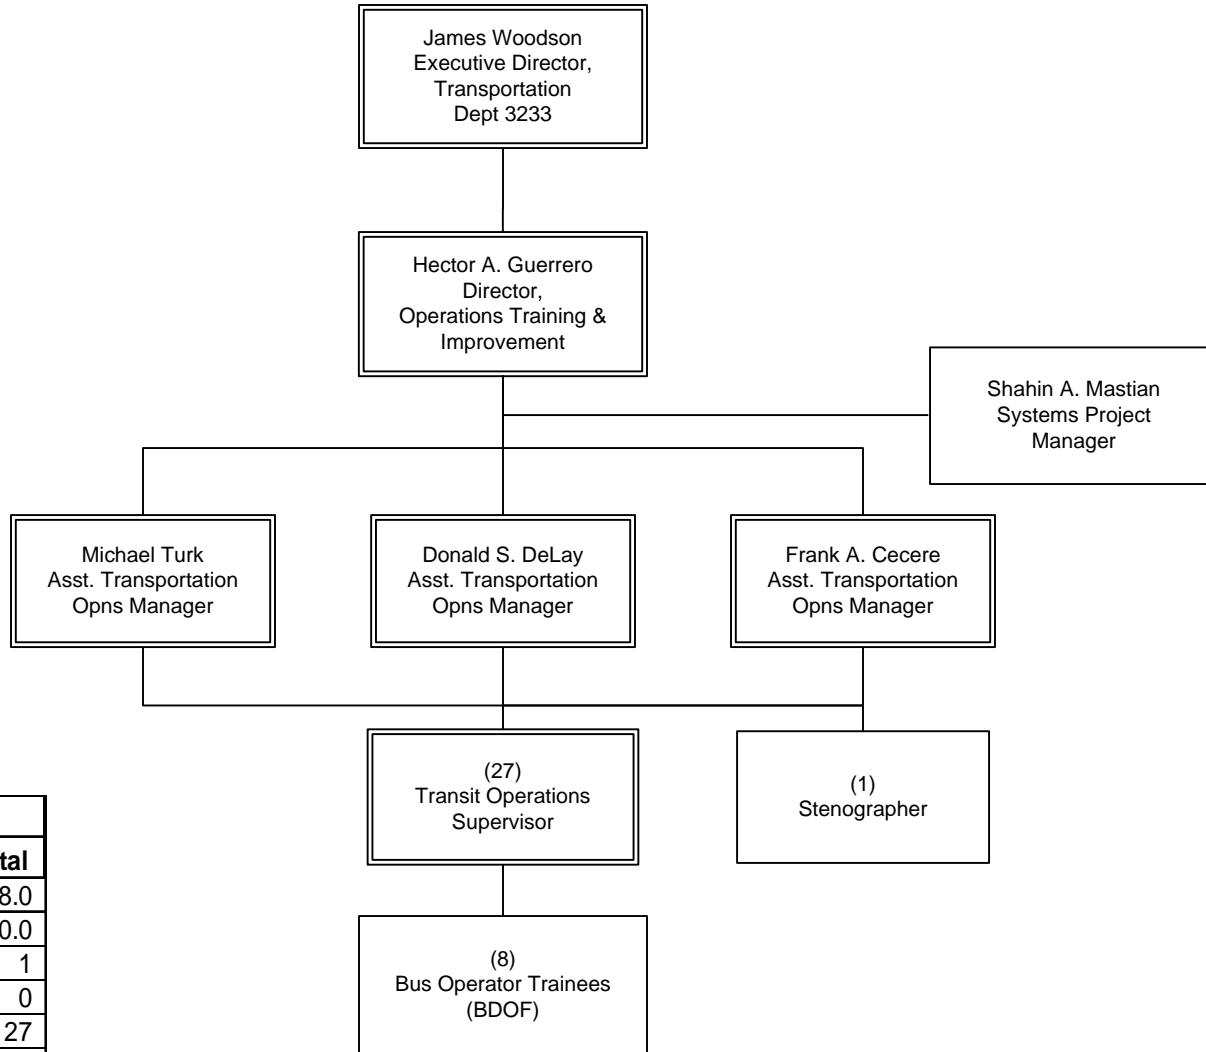 James Woodson
Executive Director,
Transportation
Dept 3233
Hector A. Guerrero
Director,
Operations Training &
Improvement
Shahin A. Mastian
Systems Project
Manager
Michael Turk
Asst. Transportation
Opns Manager
Donald S. DeLay
Asst. Transportation
Opns Manager
Frank A. Cecere
Asst. Transportation
Opns Manager
(27)
Transit Operations
Supervisor
(1)
Stenographer
(8)
Bus Operator Trainees
(BDOF)
tal
8.0
0.0
1
0
27